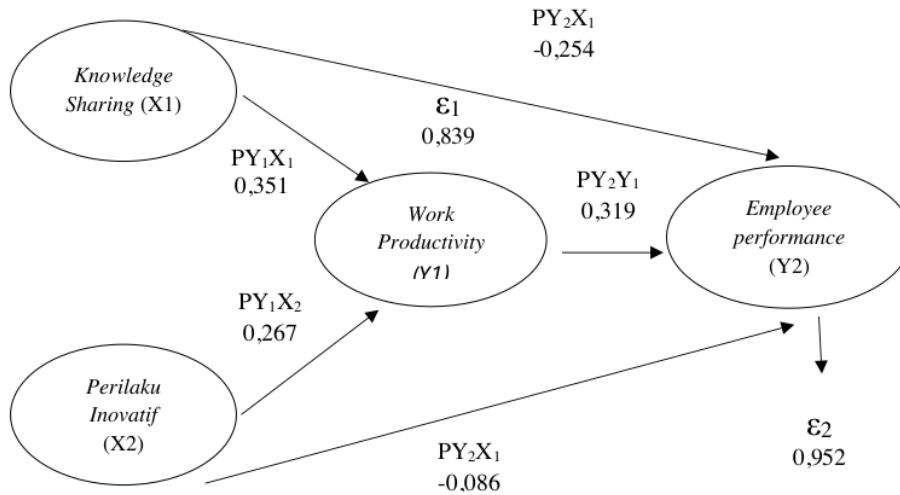 PY₂X₁
-0,254
Knowledge
Sharing (X1)
ε1
0,839
PY₁X₁
0,351
PY₂Y₁
0,319
Work
Productivity
(Y1)
Employee
performance
(Y2)
PY₁X₂
0,267
Perilaku
Inovatif
(X2)
PY₂X₁
-0,086
ε2
0,952